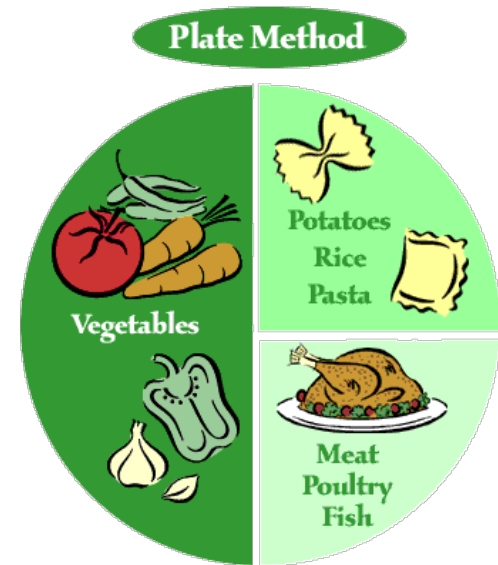 Plate Method
Vegetables
Potatoes
Rice
Pasta
Meat
Poultry
Fish